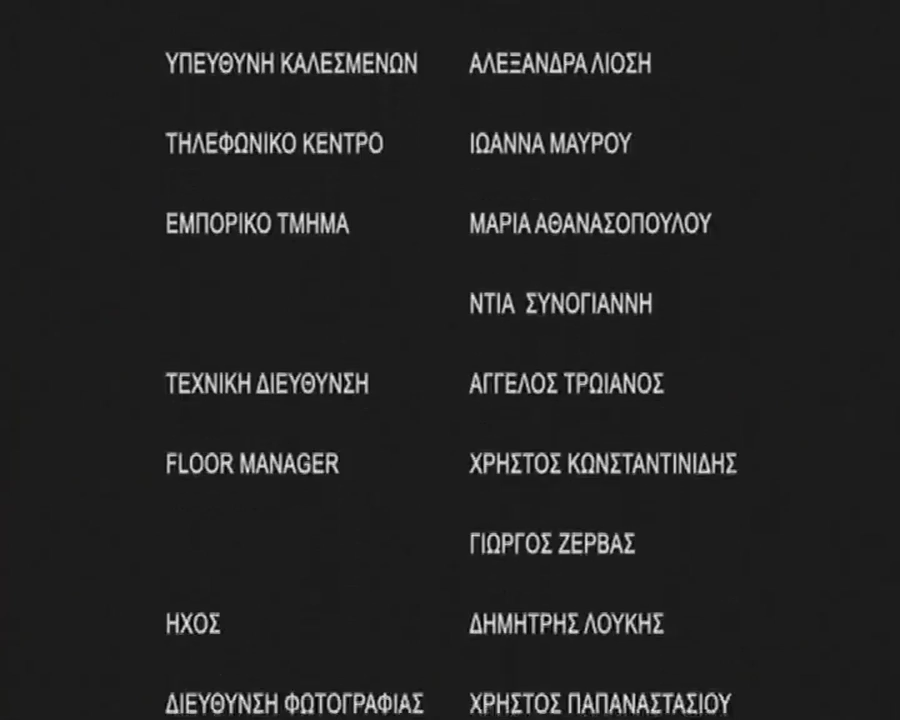 ΥΠΕΥΘΥΝΗ ΚΑΛΕΣΜΕΝΩΝ ΑΛΕΞΑΝΔΡΑ ΛΙΟΣΗ
ΤΗΛΕΦΩΝΙΚΟ ΚΕΝΤΡΟ ΙΩΑΝΝΑ ΜΑΥΡΟΥ
ΕΜΠΟΡΙΚΟ ΤΜΗΜΑ ΜΑΡΙΑ ΑΘΑΝΑΣΟΠΟΥΛΟΥ
ΝΤΙΑ ΣΥΝΟΓΙΑΝΝΗ
ΤΕΧΝΙΚΗ ΔΙΕΥΘΥΝΣΗ ΑΓΓΕΛΟΣ ΤΡΩΙΑΝΟΣ
FLOOR MANAGER ΧΡΗΣΤΟΣ ΚΩΝΣΤΑΝΤΙΝΙΔΗΣ
ΓΙΩΡΓΟΣ ΖΕΡΒΑΣ
ΗΧΟΣ ΔΗΜΗΤΡΗΣ ΛΟΥΚΗΣ
ΔΙΕΥΘΥΝΣΗ ΦΩΤΟΓΡΑΦΙΑΣ ΧΡΗΣΤΟΣ ΠΑΠΑΝΑΣΤΑΣΙΟΥ